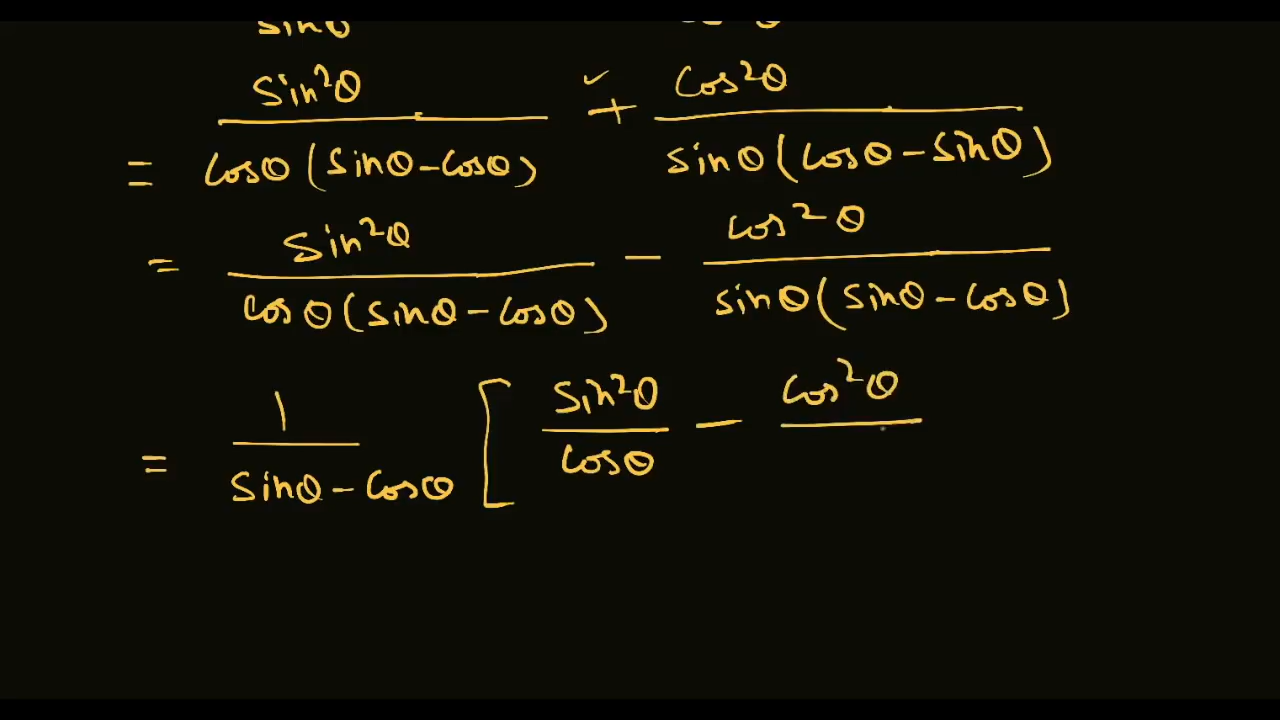 sinθ
sin²θ / cosθ(sinθ-cosθ) + cos²θ / sinθ(cosθ-sinθ)
= sin²θ / cosθ(sinθ-cosθ) - cos²θ / sinθ(sinθ-cosθ)
= 1 / sinθ-cosθ [ sin²θ / cosθ - cos²θ /